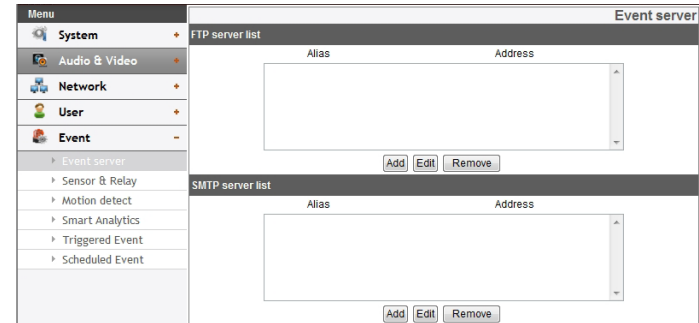 Menu
System +
Audio & Video +
Network +
User +
Event -
Event server
Sensor & Relay
Motion detect
Smart Analytics
Triggered Event
Scheduled Event
Event server
FTP server list
Alias Address
Add Edit Remove
SMTP server list
Alias Address
Add Edit Remove